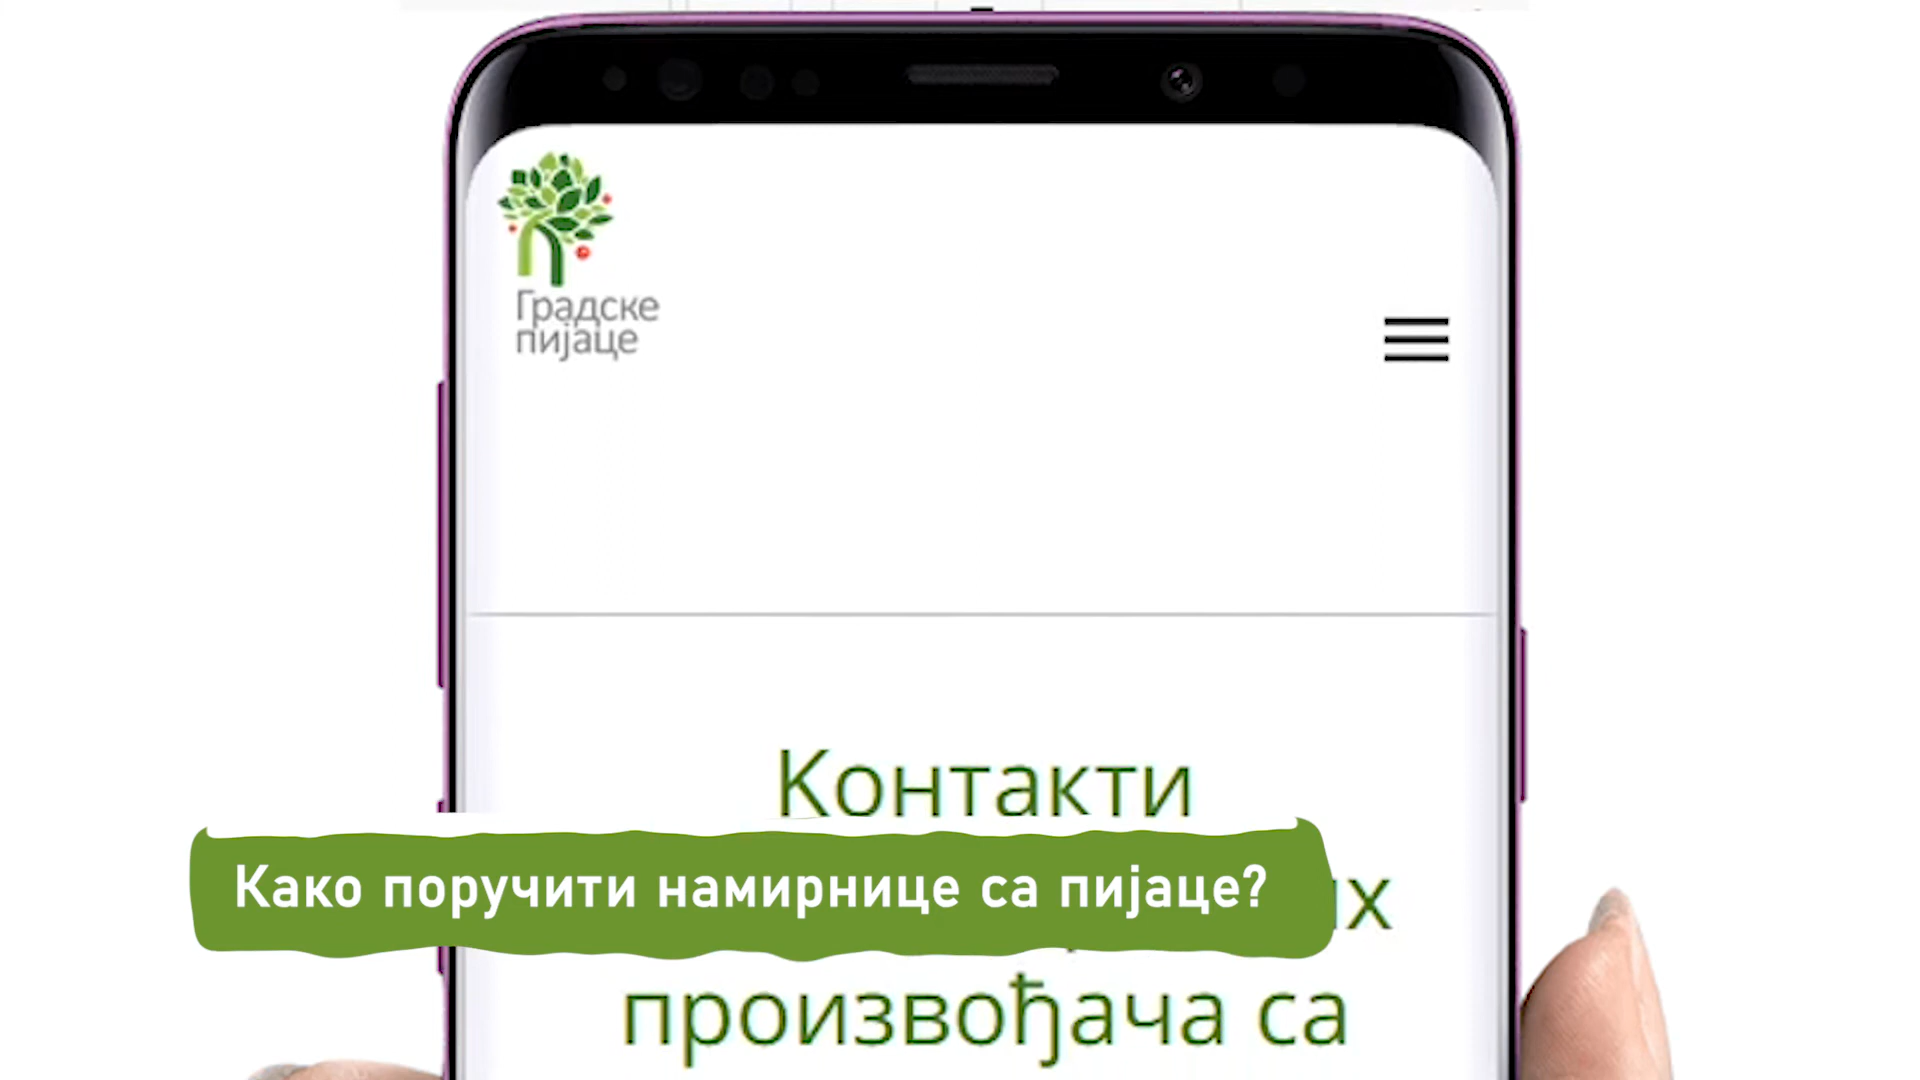 Градске
пијаце
Контакти
Како поручити намирнице са пијаце?
произвођача са